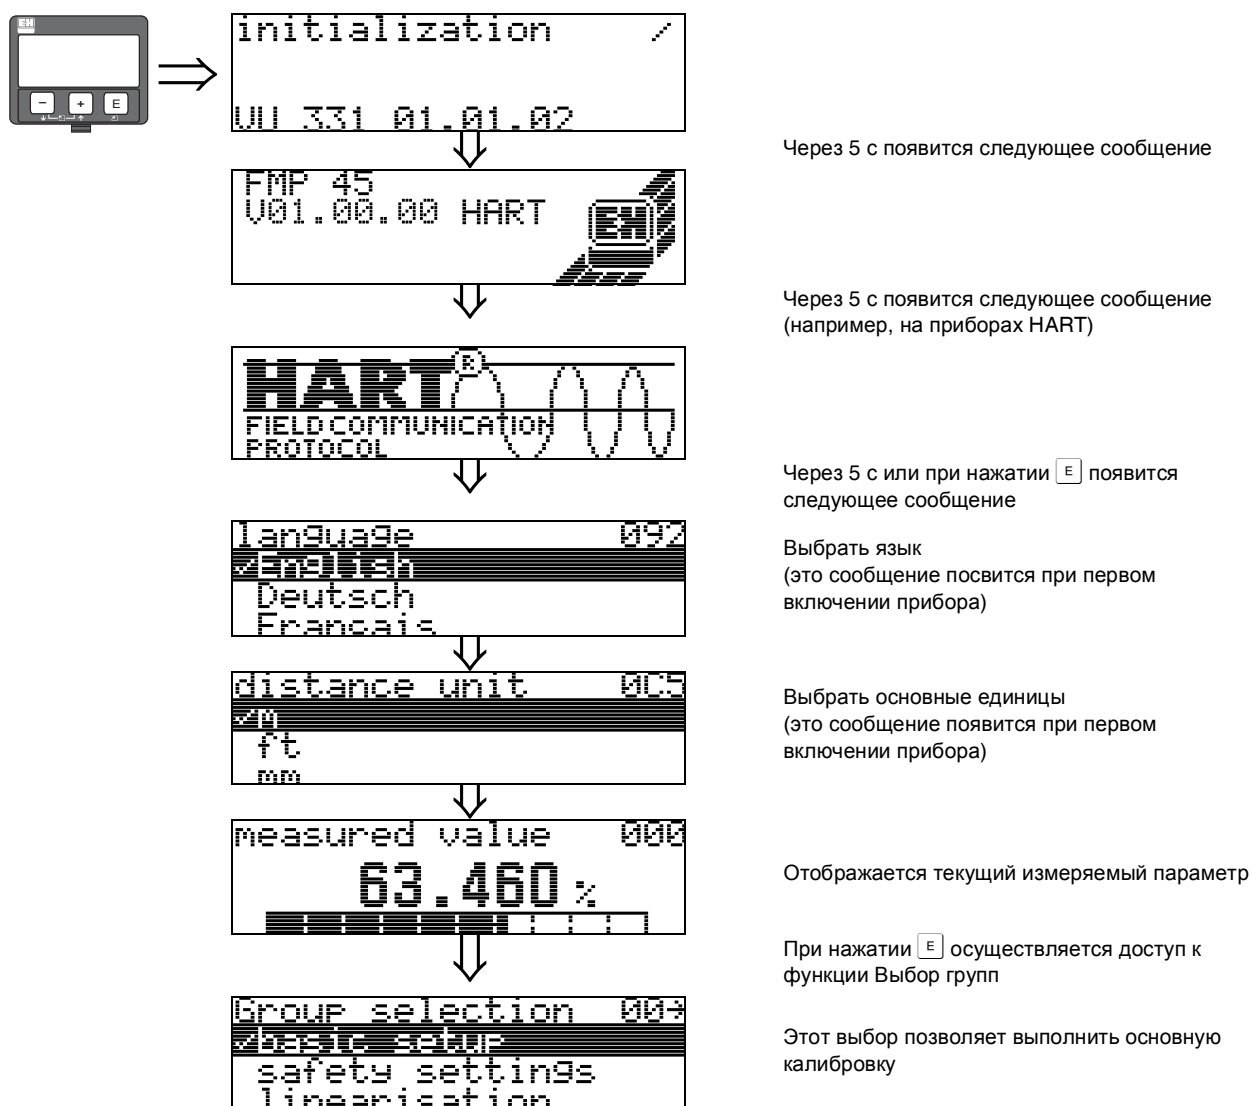 initialization /
VU 331 01.01.02
− + E
Через 5 с появится следующее сообщение
FMP 45
V01.00.00 HART
EH
Через 5 с появится следующее сообщение
(например, на приборах HART)
HART®
FIELD COMMUNICATION
PROTOCOL
Через 5 с или при нажатии E появится
следующее сообщение
language 092
✓English
Deutsch
Francais
Выбрать язык
(это сообщение посвится при первом
включении прибора)
distance unit 0C5
✓m
ft
mm
Выбрать основные единицы
(это сообщение появится при первом
включении прибора)
measured value 000
63.460 %
Отображается текущий измеряемый параметр
При нажатии E осуществляется доступ к
функции Выбор групп
Group selection 00→
✓basic setup
safety settings
linearisation
Этот выбор позволяет выполнить основную
калибровку